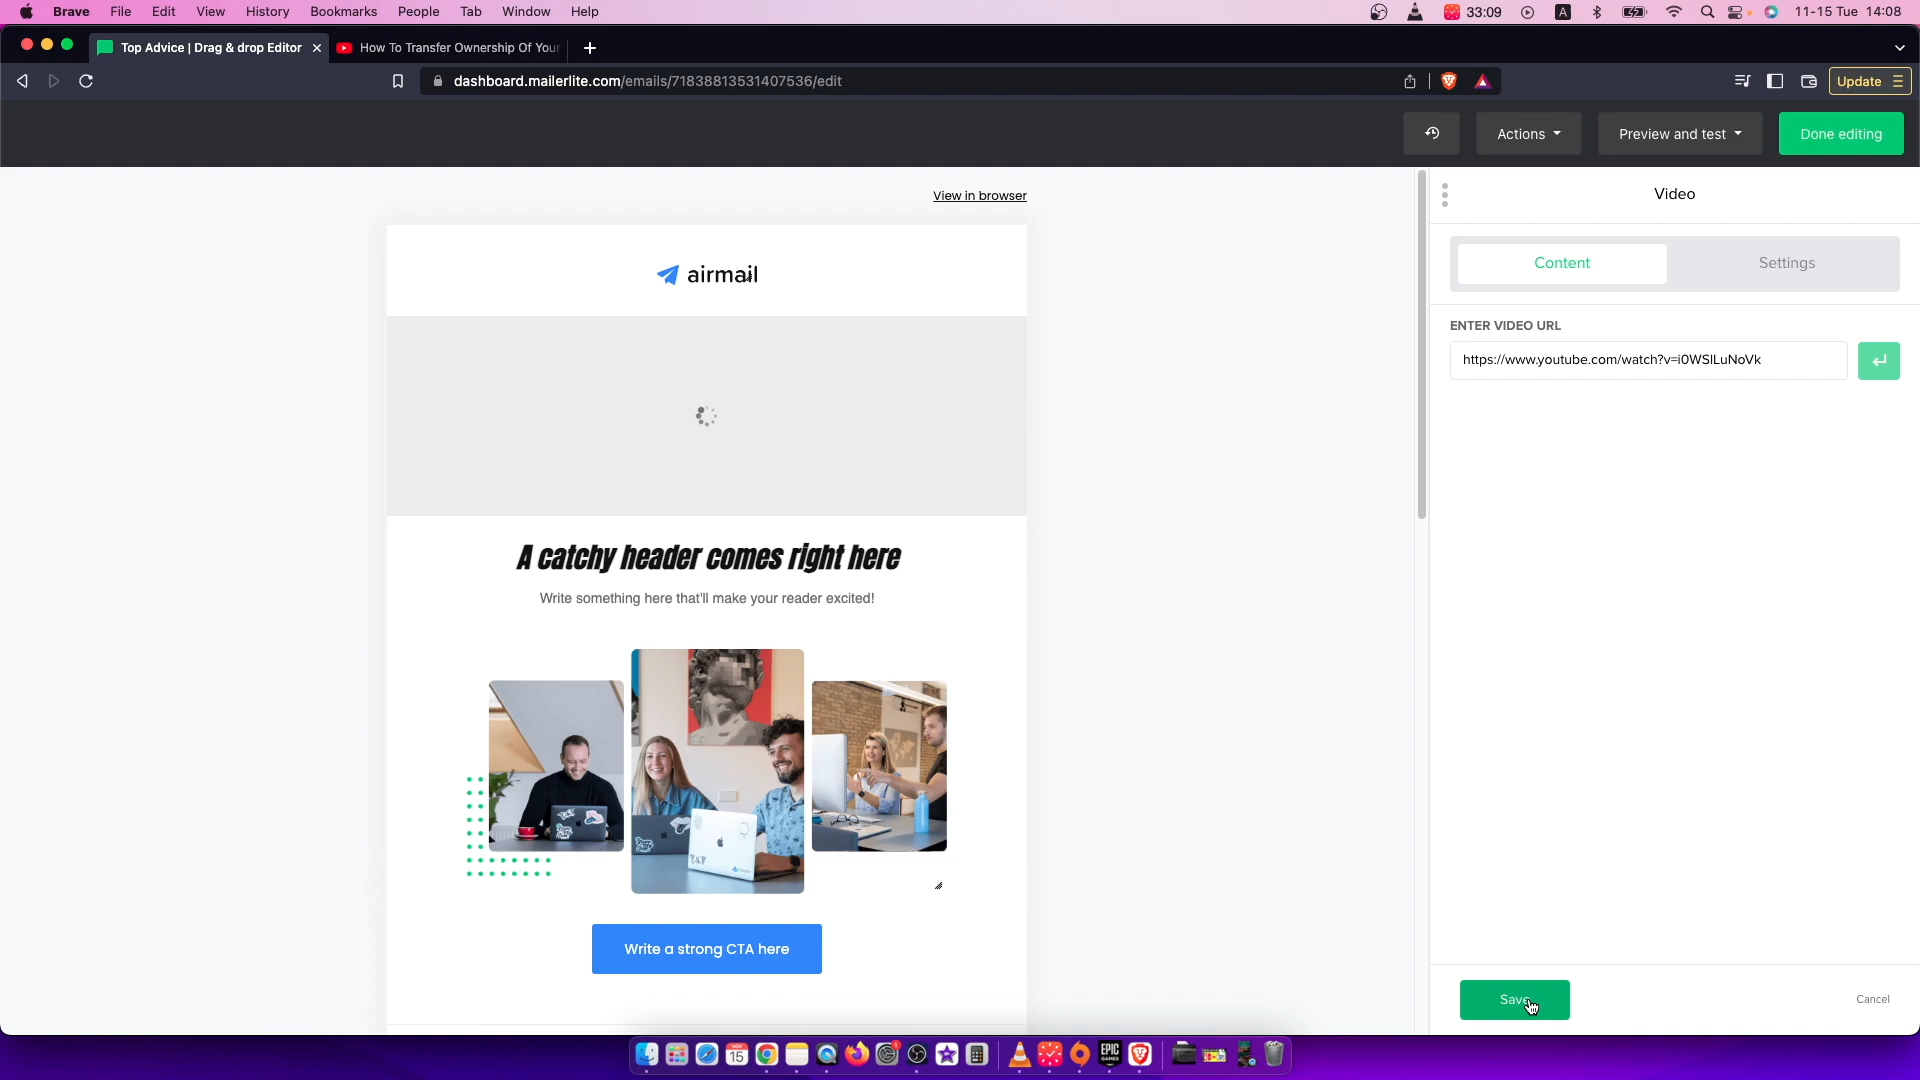 Brave File Edit View History Bookmarks People Tab Window Help 33:09 A 11-15 Tue 14:08
Top Advice | Drag & drop Editor How To Transfer Ownership Of Your
dashboard.mailerlite.com/emails/71838813531407536/edit Update
Actions Preview and test Done editing
View in browser
Video
airmail
Content Settings
ENTER VIDEO URL
https://www.youtube.com/watch?v=i0WSlLuNoVk
A catchy header comes right here
Write something here that'll make your reader excited!
Write a strong CTA here
Save Cancel
NOV
15
EPIC
GAMES